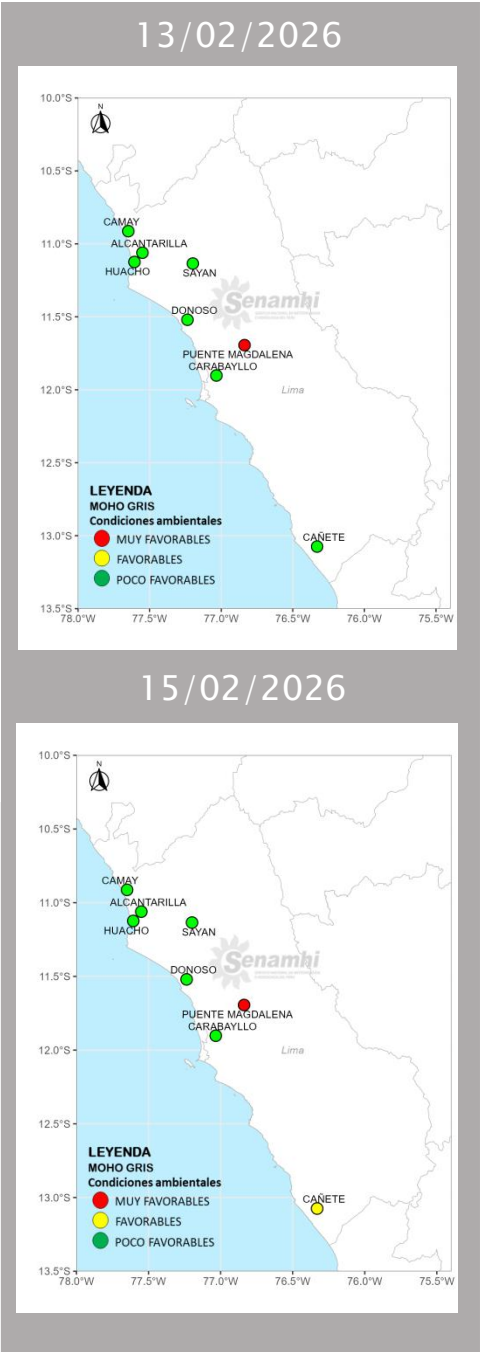 13/02/2026
N
10.0°S
10.5°S
11.0°S
11.5°S
12.0°S
12.5°S
13.0°S
13.5°S
CAMAY
ALCANTARILLA
HUACHO
SAYAN
Senamhi
DONOSO
PUENTE MAGDALENA
CARABAYLLO
Lima
CAÑETE
LEYENDA
MOHO GRIS
Condiciones ambientales
MUY FAVORABLES
FAVORABLES
POCO FAVORABLES
78.0°W 77.5°W 77.0°W 76.5°W 76.0°W 75.5°W
15/02/2026
N
10.0°S
10.5°S
11.0°S
11.5°S
12.0°S
12.5°S
13.0°S
13.5°S
CAMAY
ALCANTARILLA
HUACHO
SAYAN
Senamhi
DONOSO
PUENTE MAGDALENA
CARABAYLLO
Lima
CAÑETE
LEYENDA
MOHO GRIS
Condiciones ambientales
MUY FAVORABLES
FAVORABLES
POCO FAVORABLES
78.0°W 77.5°W 77.0°W 76.5°W 76.0°W 75.5°W